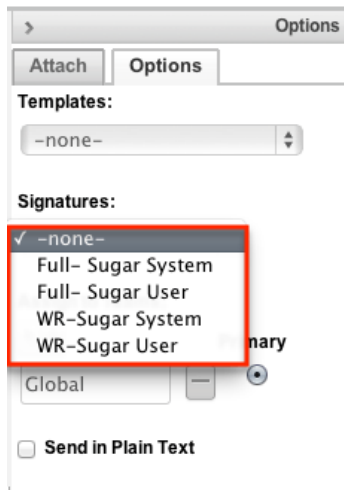 Options
Attach
Options
Templates:
-none-
Signatures:
✓ -none-
Full- Sugar System
Full- Sugar User
WR-Sugar System
WR-Sugar User
Global
Send in Plain Text